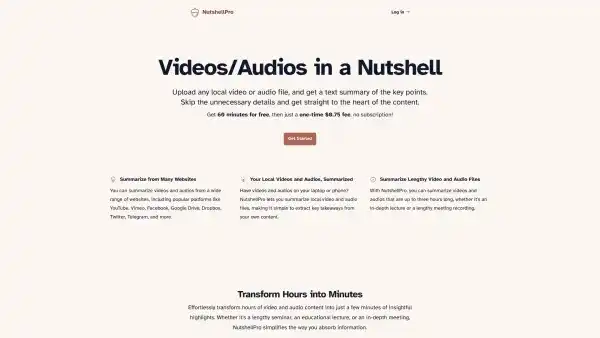 NutshellPro
Log in →
Videos/Audios in a Nutshell
Upload any local video or audio file, and get a text summary of the key points.
Skip the unnecessary details and get straight to the heart of the content.
Get 60 minutes for free, then just a one-time $0.75 fee, no subscription!
Get Started
Summarize from Many Websites
You can summarize videos and audios from a wide
range of websites, including popular platforms like
YouTube, Vimeo, Facebook, Google Drive, Dropbox,
Twitter, Telegram, and more.
Your Local Videos and Audios, Summarized
Have videos and audios on your laptop or phone?
NutshellPro lets you summarize local video and audio
files, making it simple to extract key takeaways from
your own content.
Summarize Lengthy Video and Audio Files
With NutshellPro, you can summarize videos and
audios that are up to three hours long, whether it's all
in-depth lecture or a lengthy meeting recording.
Transform Hours into Minutes
Effortlessly transform hours of video and audio content into just a few minutes of insightful
highlights. Whether it's a lengthy seminar, an educational lecture, or an in-depth meeting,
NutshellPro simplifies the way you absorb information.